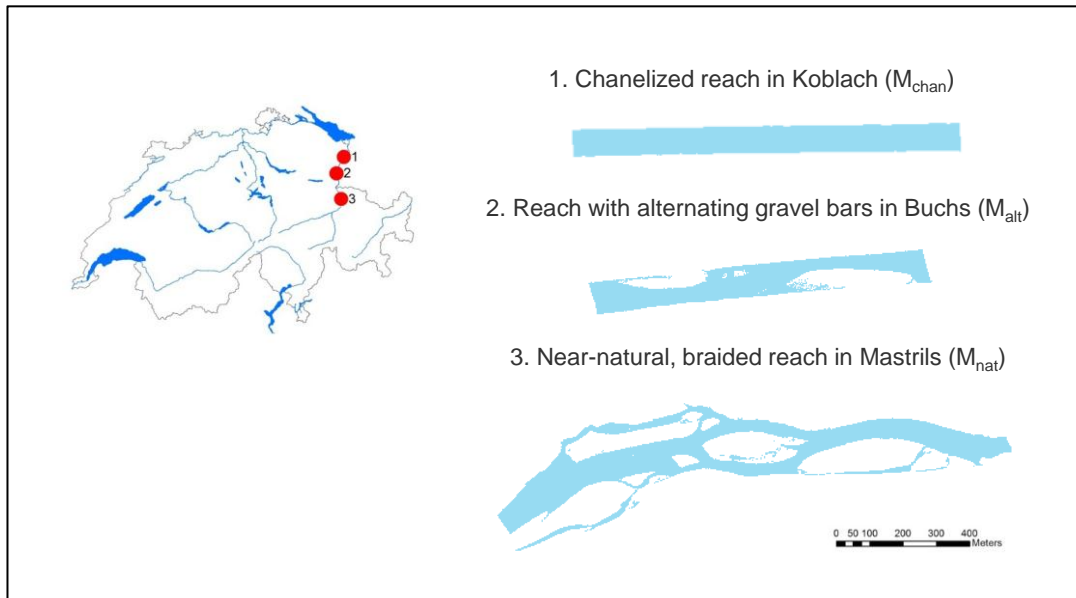 1. Chanelized reach in Koblach (Mchan)
1
2
3
2. Reach with alternating gravel bars in Buchs (Malt)
3. Near-natural, braided reach in Mastrils (Mnat)
0 50 100 200 300 400
Meters